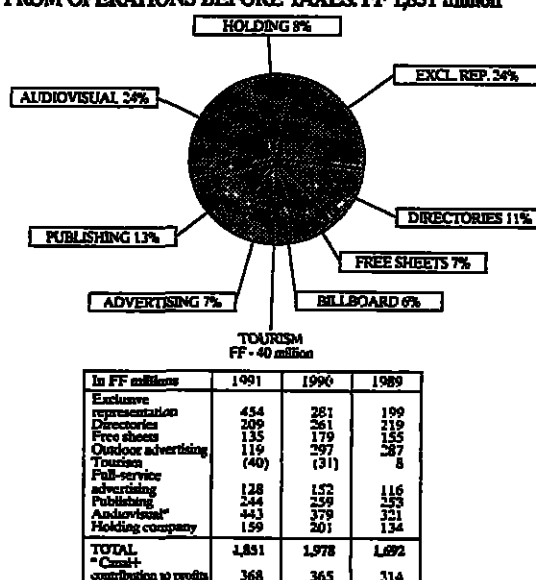 FROM OPERATIONS BEFORE TAXES: FF 1,851 million
HOLDING 8%
EXCL. REP. 24%
AUDIOVISUAL 24%
DIRECTORIES 11%
PUBLISHING 13%
FREE SHEETS 7%
ADVERTISING 7%
BILLBOARD 6%
TOURISM
FF - 40 million
In FF millions 1991 1990 1989
Exclusive
representation 454 281 199
Directories 209 261 219
Free sheets 135 179 155
Outdoor advertising 119 297 287
Tourism (40) (31) 8
Full-service
advertising 128 152 116
Publishing 244 259 253
Audiovisual* 443 379 321
Holding company 159 201 134
TOTAL 1,851 1,978 1,692
* Canal+
contribution to profits 368 365 314